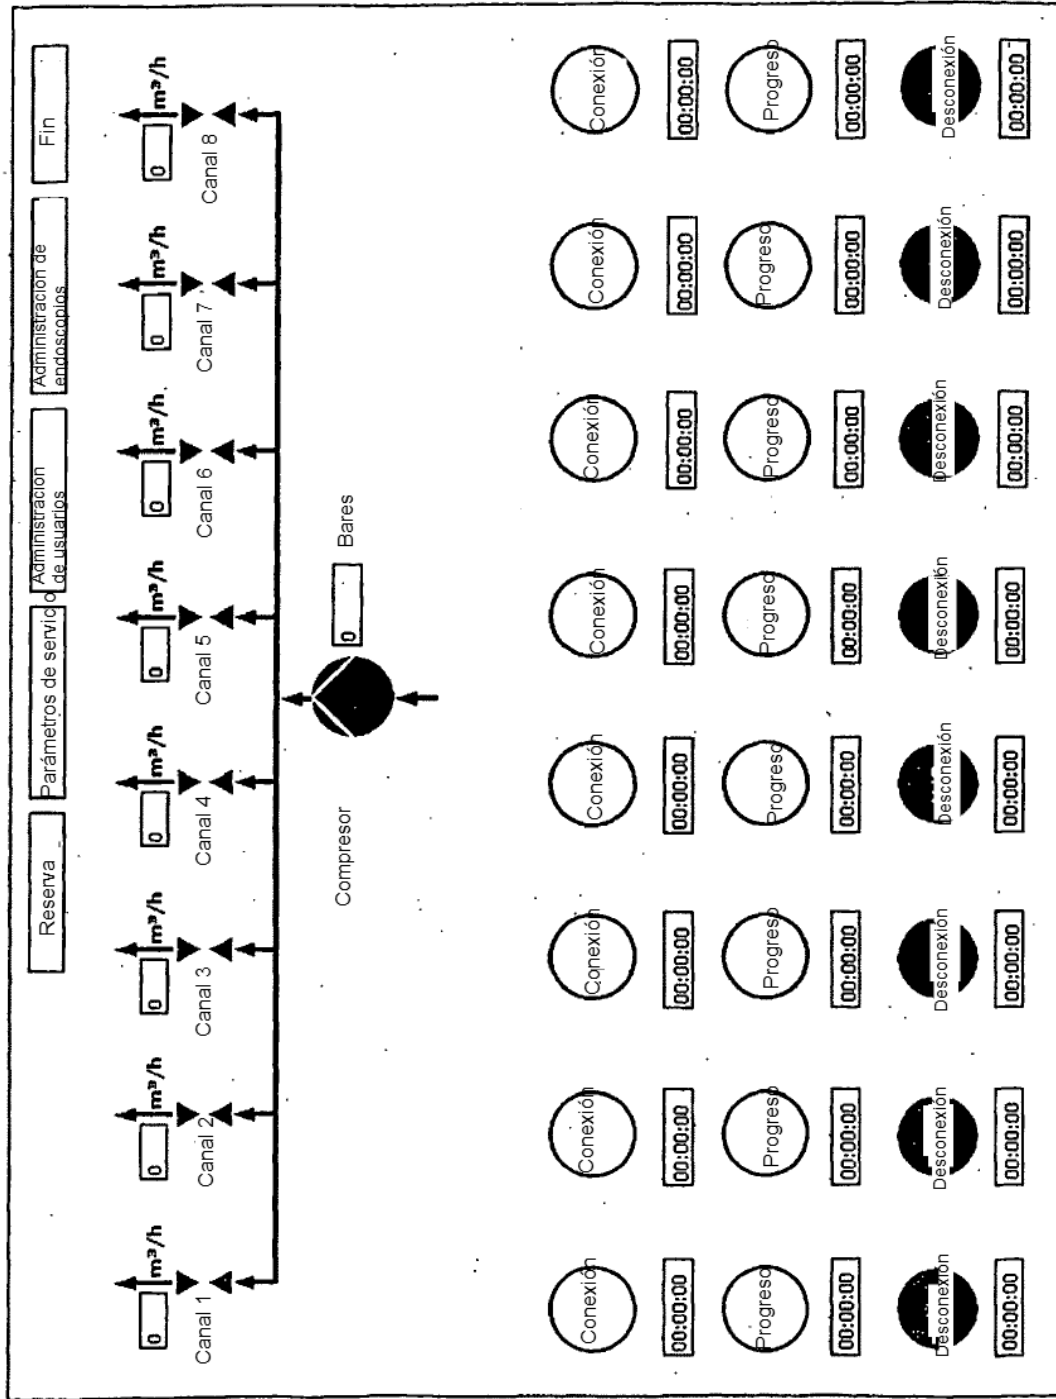 Reserva
Parámetros de servicio
Administración
de usuarios
Administración de
endoscopios
Fin
0 m³/h
0 m³/h
0 m³/h
0 m³/h
0 m³/h
0 m³/h
0 m³/h
0 m³/h
Canal 1
Canal 2
Canal 3
Canal 4
Canal 5
Canal 6
Canal 7
Canal 8
Compresor
0 Bares
Conexión
Conexión
Conexión
Conexión
Conexión
Conexión
Conexión
Conexión
00:00:00
00:00:00
00:00:00
00:00:00
00:00:00
00:00:00
00:00:00
00:00:00
Progreso
Progreso
Progreso
Progreso
Progreso
Progreso
Progreso
Progreso
00:00:00
00:00:00
00:00:00
00:00:00
00:00:00
00:00:00
00:00:00
00:00:00
Desconexión
Desconexión
Desconexión
Desconexión
Desconexión
Desconexión
Desconexión
Desconexión
00:00:00
00:00:00
00:00:00
00:00:00
00:00:00
00:00:00
00:00:00
00:00:00